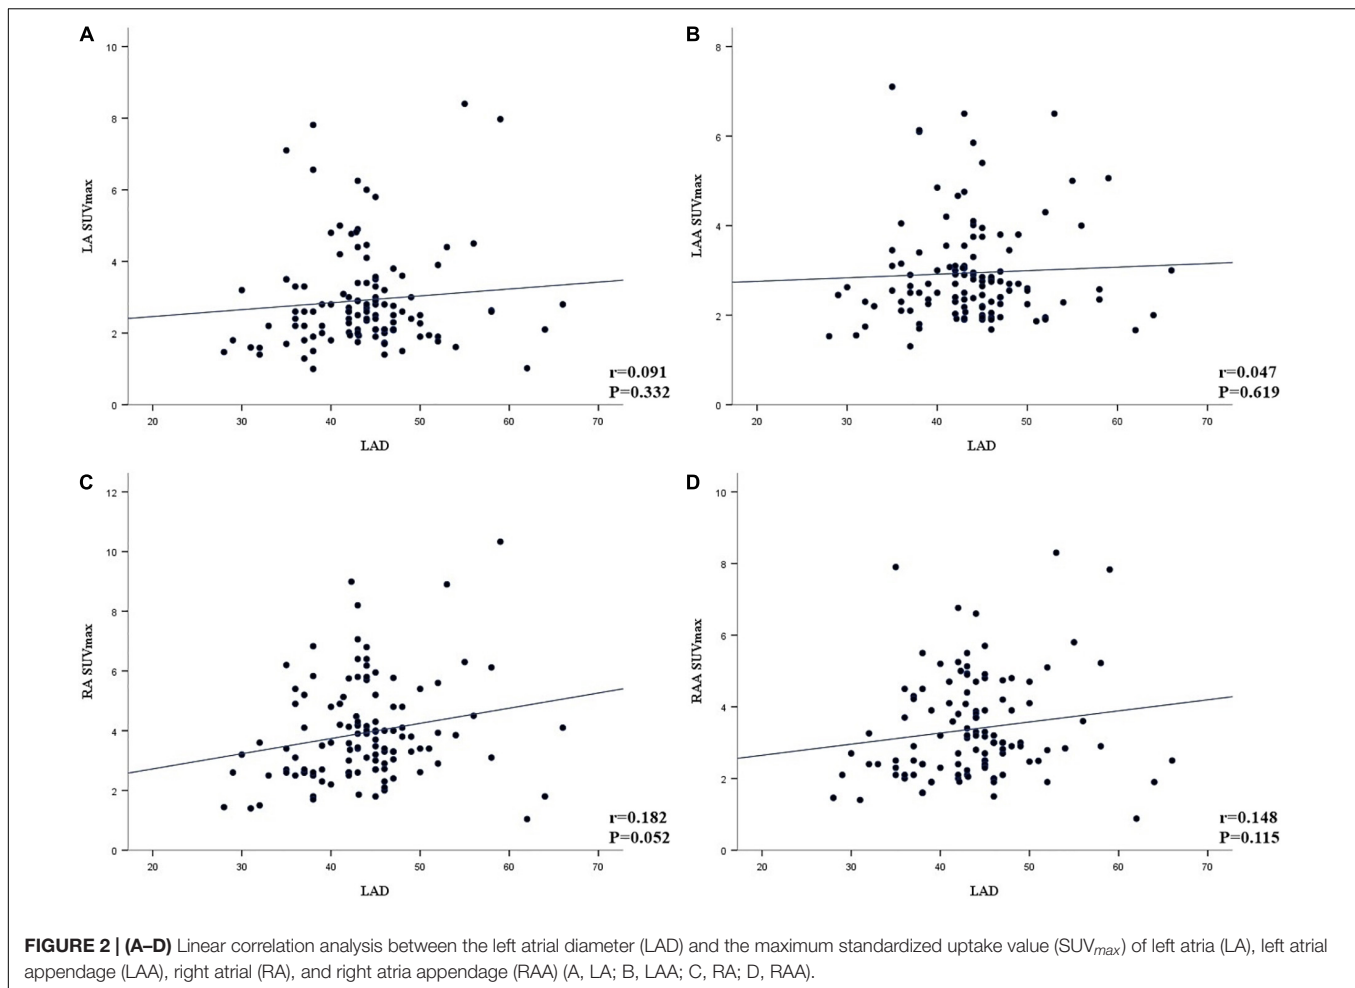 A
10
8
6
4
2
0
LA SUVmax
20 30 40 50 60 70
LAD
r=0.091
P=0.332
B
8
6
4
2
0
LAA SUVmax
20 30 40 50 60 70
LAD
r=0.047
P=0.619
C
12
10
8
6
4
2
0
RA SUVmax
20 30 40 50 60 70
LAD
r=0.182
P=0.052
D
10
8
6
4
2
0
RAA SUVmax
20 30 40 50 60 70
LAD
r=0.148
P=0.115
FIGURE 2 | (A–D) Linear correlation analysis between the left atrial diameter (LAD) and the maximum standardized uptake value (SUVmax) of left atria (LA), left atrial
appendage (LAA), right atrial (RA), and right atria appendage (RAA) (A, LA; B, LAA; C, RA; D, RAA).